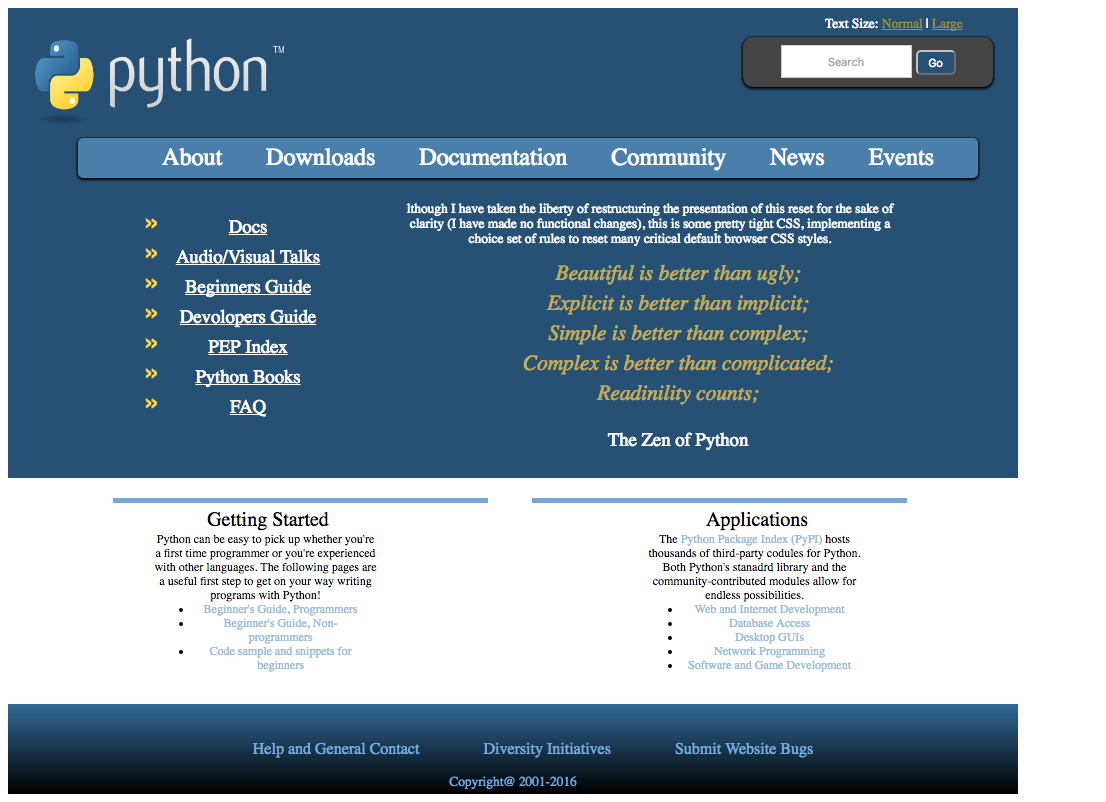 Text Size: Normal | Large
python TM
Search
Go
About Downloads Documentation Community News Events
» Docs
» Audio/Visual Talks
» Beginners Guide
» Devolopers Guide
» PEP Index
» Python Books
» FAQ
lthough I have taken the liberty of restructuring the presentation of this reset for the sake of
clarity (I have made no functional changes), this is some pretty tight CSS, implementing a
choice set of rules to reset many critical default browser CSS styles.
Beautiful is better than ugly;
Explicit is better than implicit;
Simple is better than complex;
Complex is better than complicated;
Readinility counts;
The Zen of Python
Getting Started
Python can be easy to pick up whether you're
a first time programmer or you're experienced
with other languages. The following pages are
a useful first step to get on your way writing
programs with Python!
• Beginner's Guide, Programmers
• Beginner's Guide, Non-
programmers
• Code sample and snippets for
beginners
Applications
The Python Package Index (PyPI) hosts
thousands of third-party codules for Python.
Both Python's stanadrd library and the
community-contributed modules allow for
endless possibilities.
• Web and Internet Development
• Database Access
• Desktop GUIs
• Network Programming
• Software and Game Development
Help and General Contact Diversity Initiatives Submit Website Bugs
Copyright@ 2001-2016